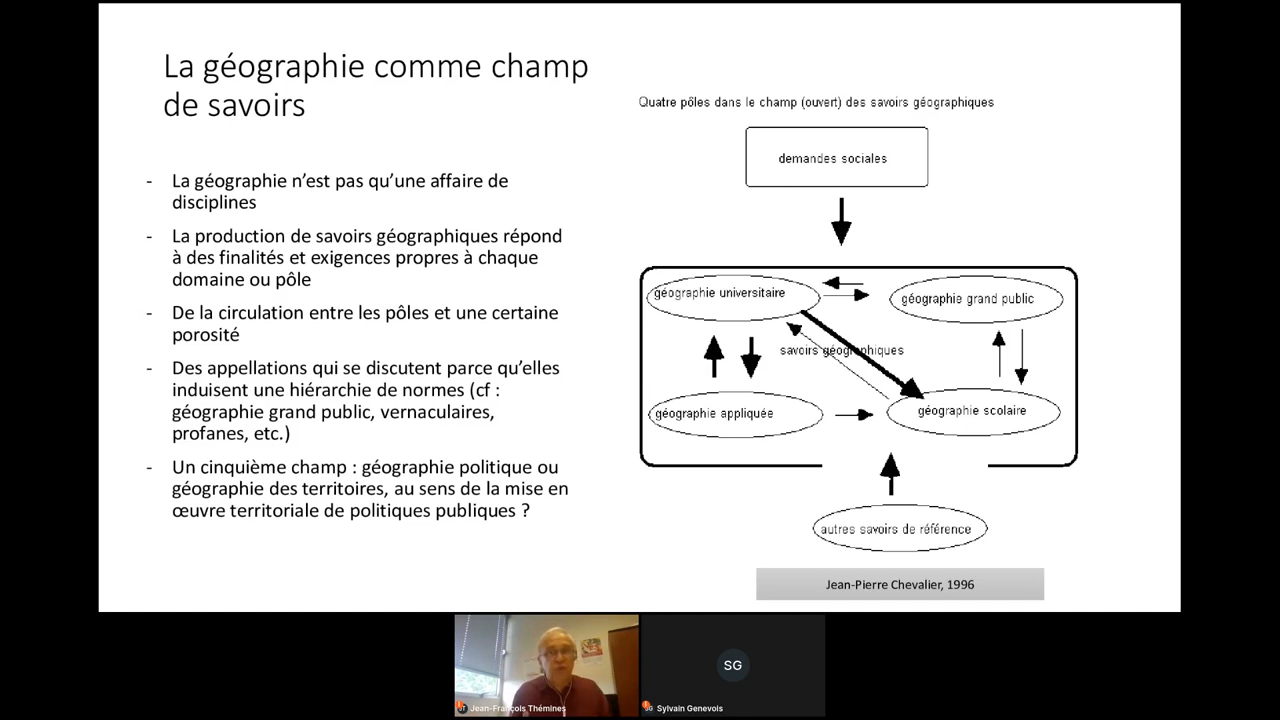 La géographie comme champ
de savoirs
- La géographie n’est pas qu’une affaire de
disciplines
- La production de savoirs géographiques répond
à des finalités et exigences propres à chaque
domaine ou pôle
- De la circulation entre les pôles et une certaine
porosité
- Des appellations qui se discutent parce qu’elles
induisent une hiérarchie de normes (cf :
géographie grand public, vernaculaires,
profanes, etc.)
- Un cinquième champ : géographie politique ou
géographie des territoires, au sens de la mise en
œuvre territoriale de politiques publiques ?
Quatre pôles dans le champ (ouvert) des savoirs géographiques
demandes sociales
géographie universitaire
géographie grand public
savoirs géographiques
géographie appliquée
géographie scolaire
autres savoirs de référence
Jean-Pierre Chevalier, 1996
SG
Jean-François Thémines
SG Sylvain Genevois